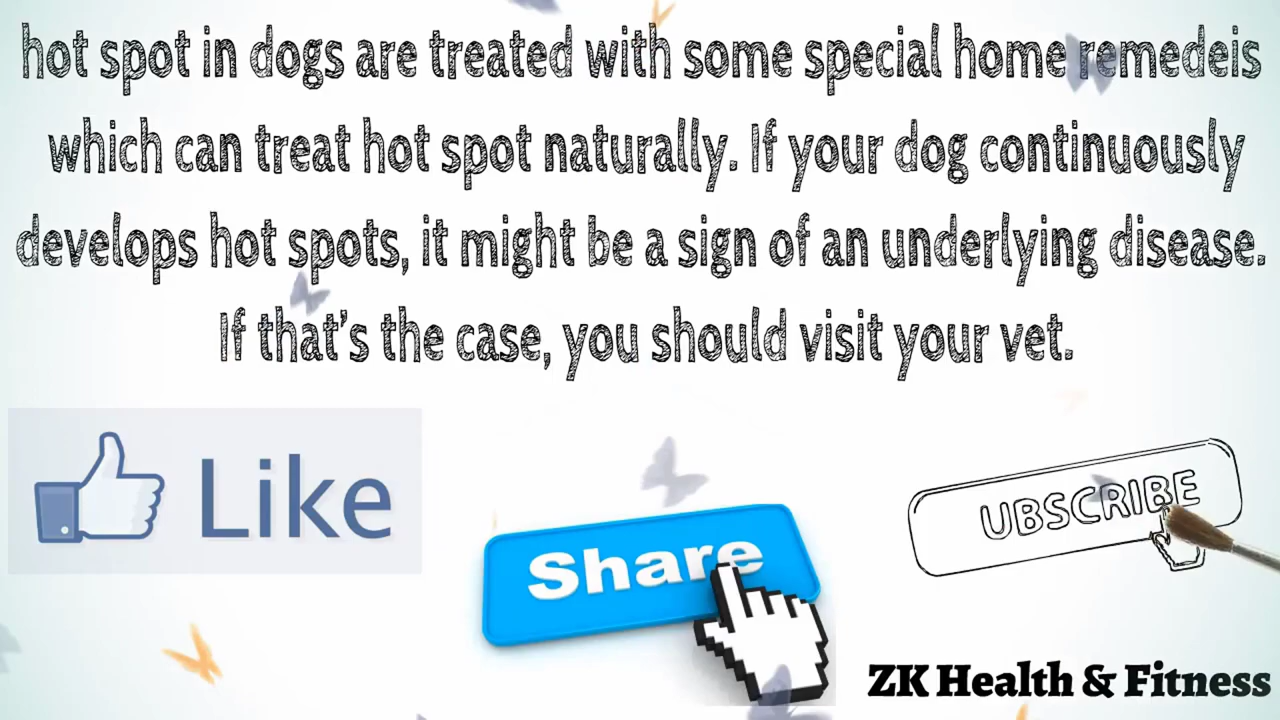 hot spot in dogs are treated with some special home remedeis
which can treat hot spot naturally. If your dog continuously
develops hot spots, it might be a sign of an underlying disease.
If that's the case, you should visit your vet.
Like
Share
UBSCRIBE
ZK Health & Fitness